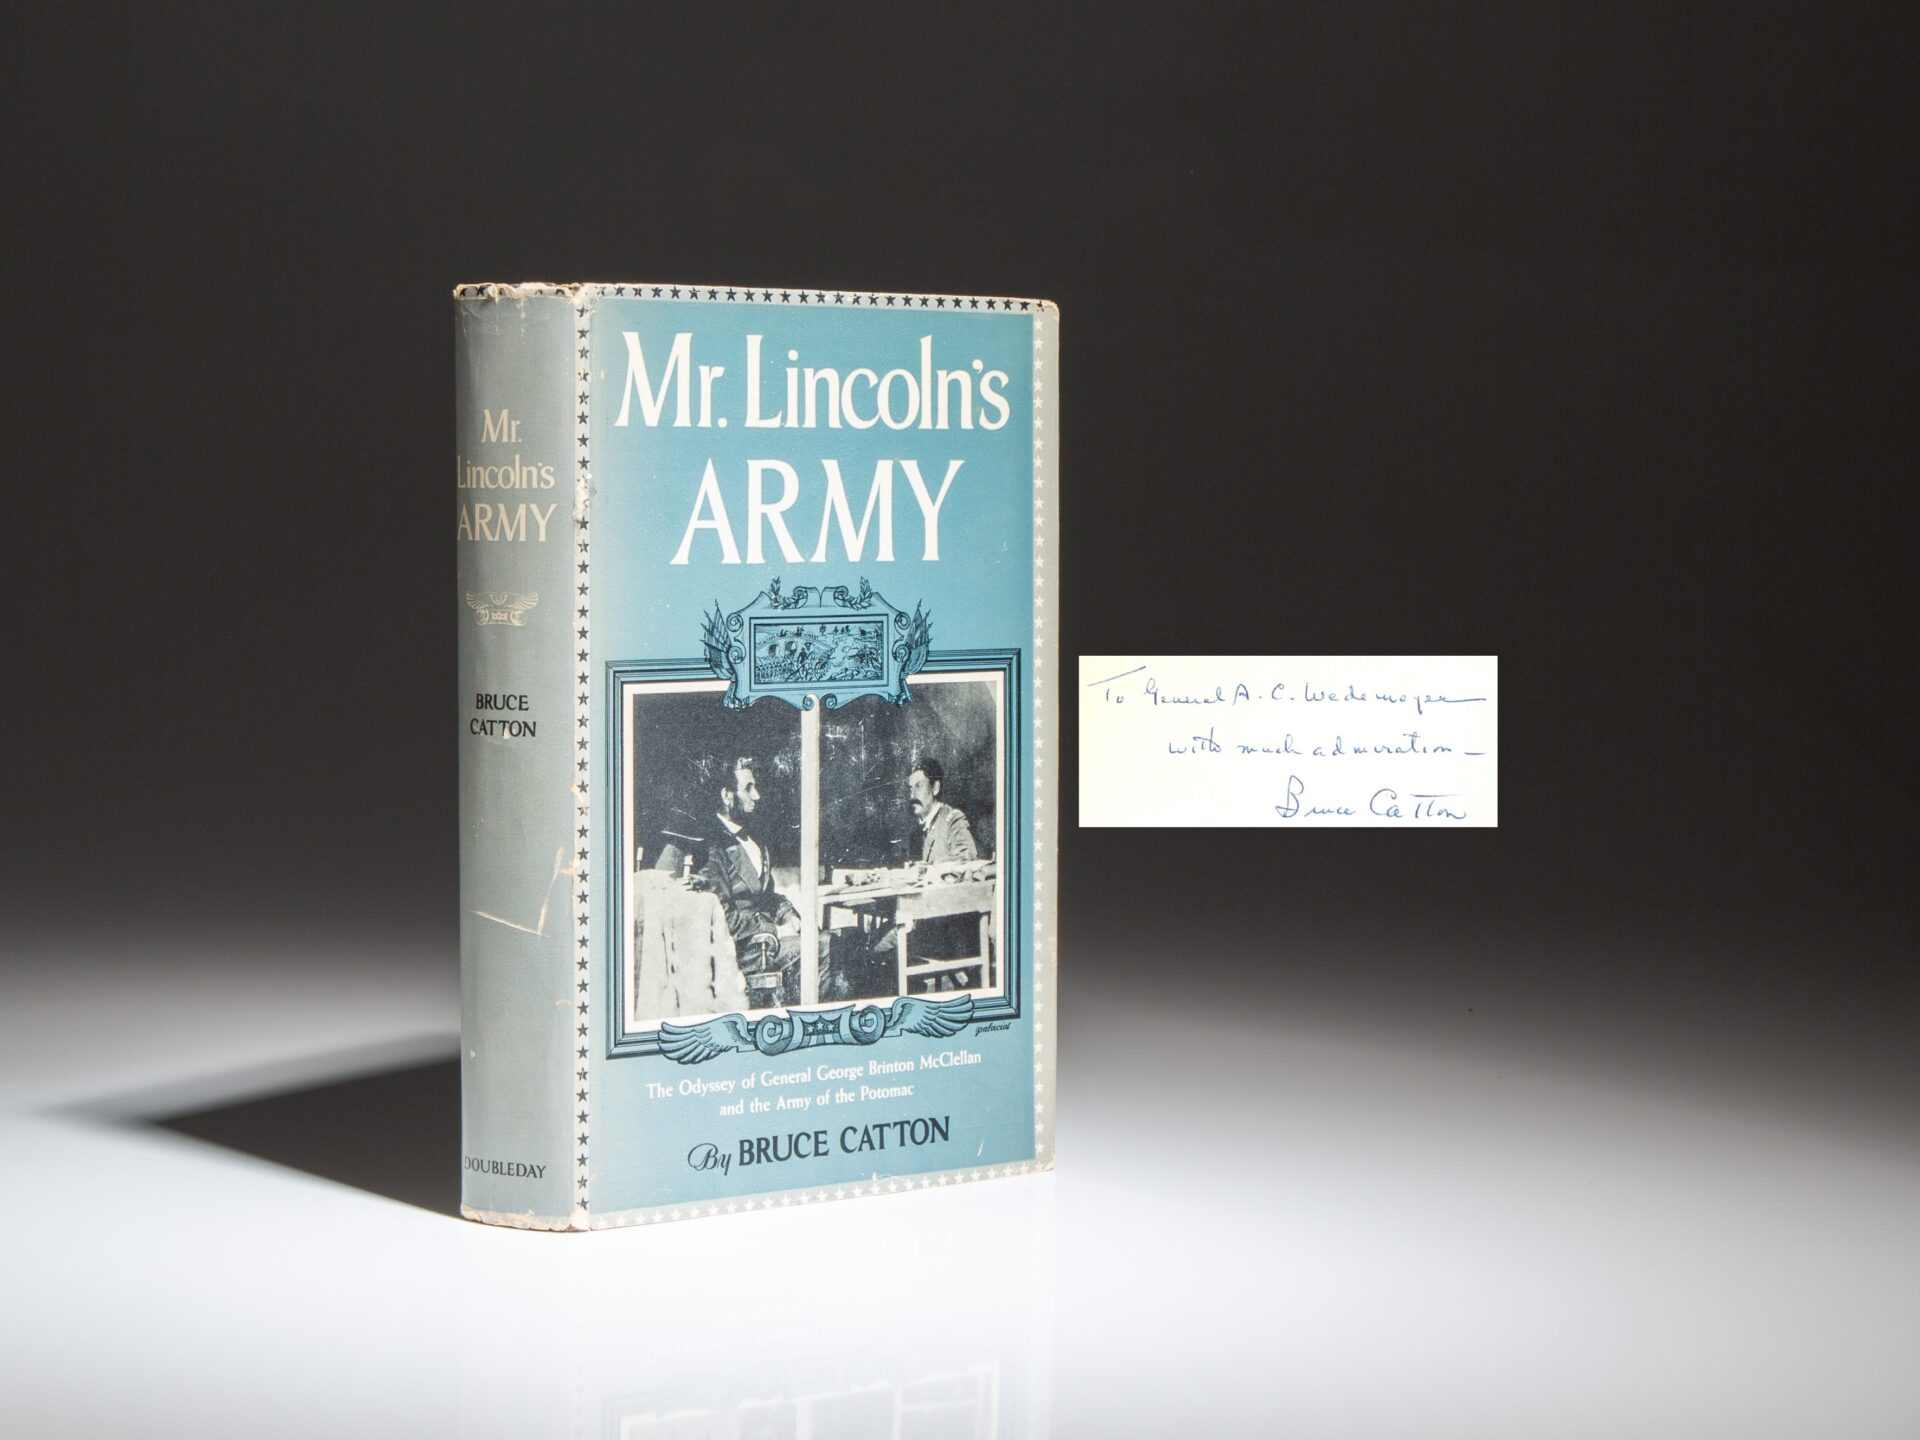 Mr.
Lincoln's
ARMY
BRUCE
CATTON
DOUBLEDAY
Mr. Lincoln's
ARMY
palacios
The Odyssey of General George Brinton McClellan
and the Army of the Potomac
By BRUCE CATTON
To General A. C. Wedemeyer
with much admiration —
Bruce Catton